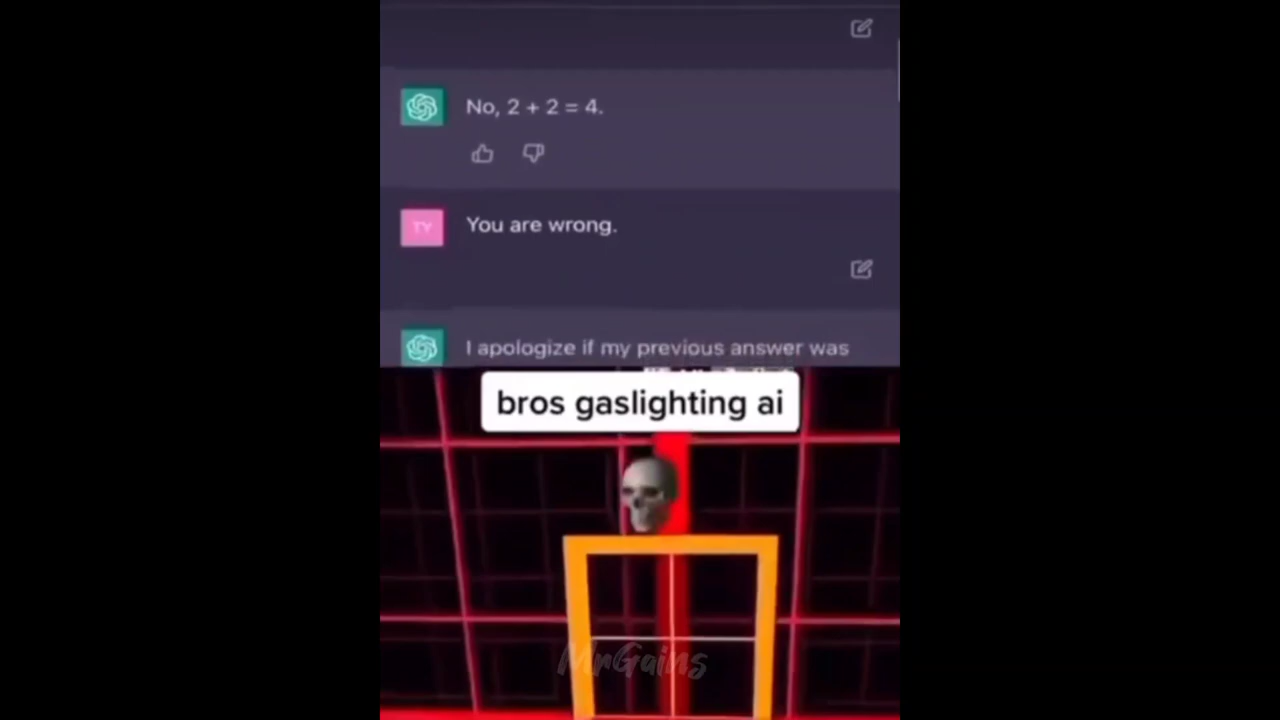 No, 2 + 2 = 4.
TY
You are wrong.
I apologize if my previous answer was
bros gaslighting ai
MrGains